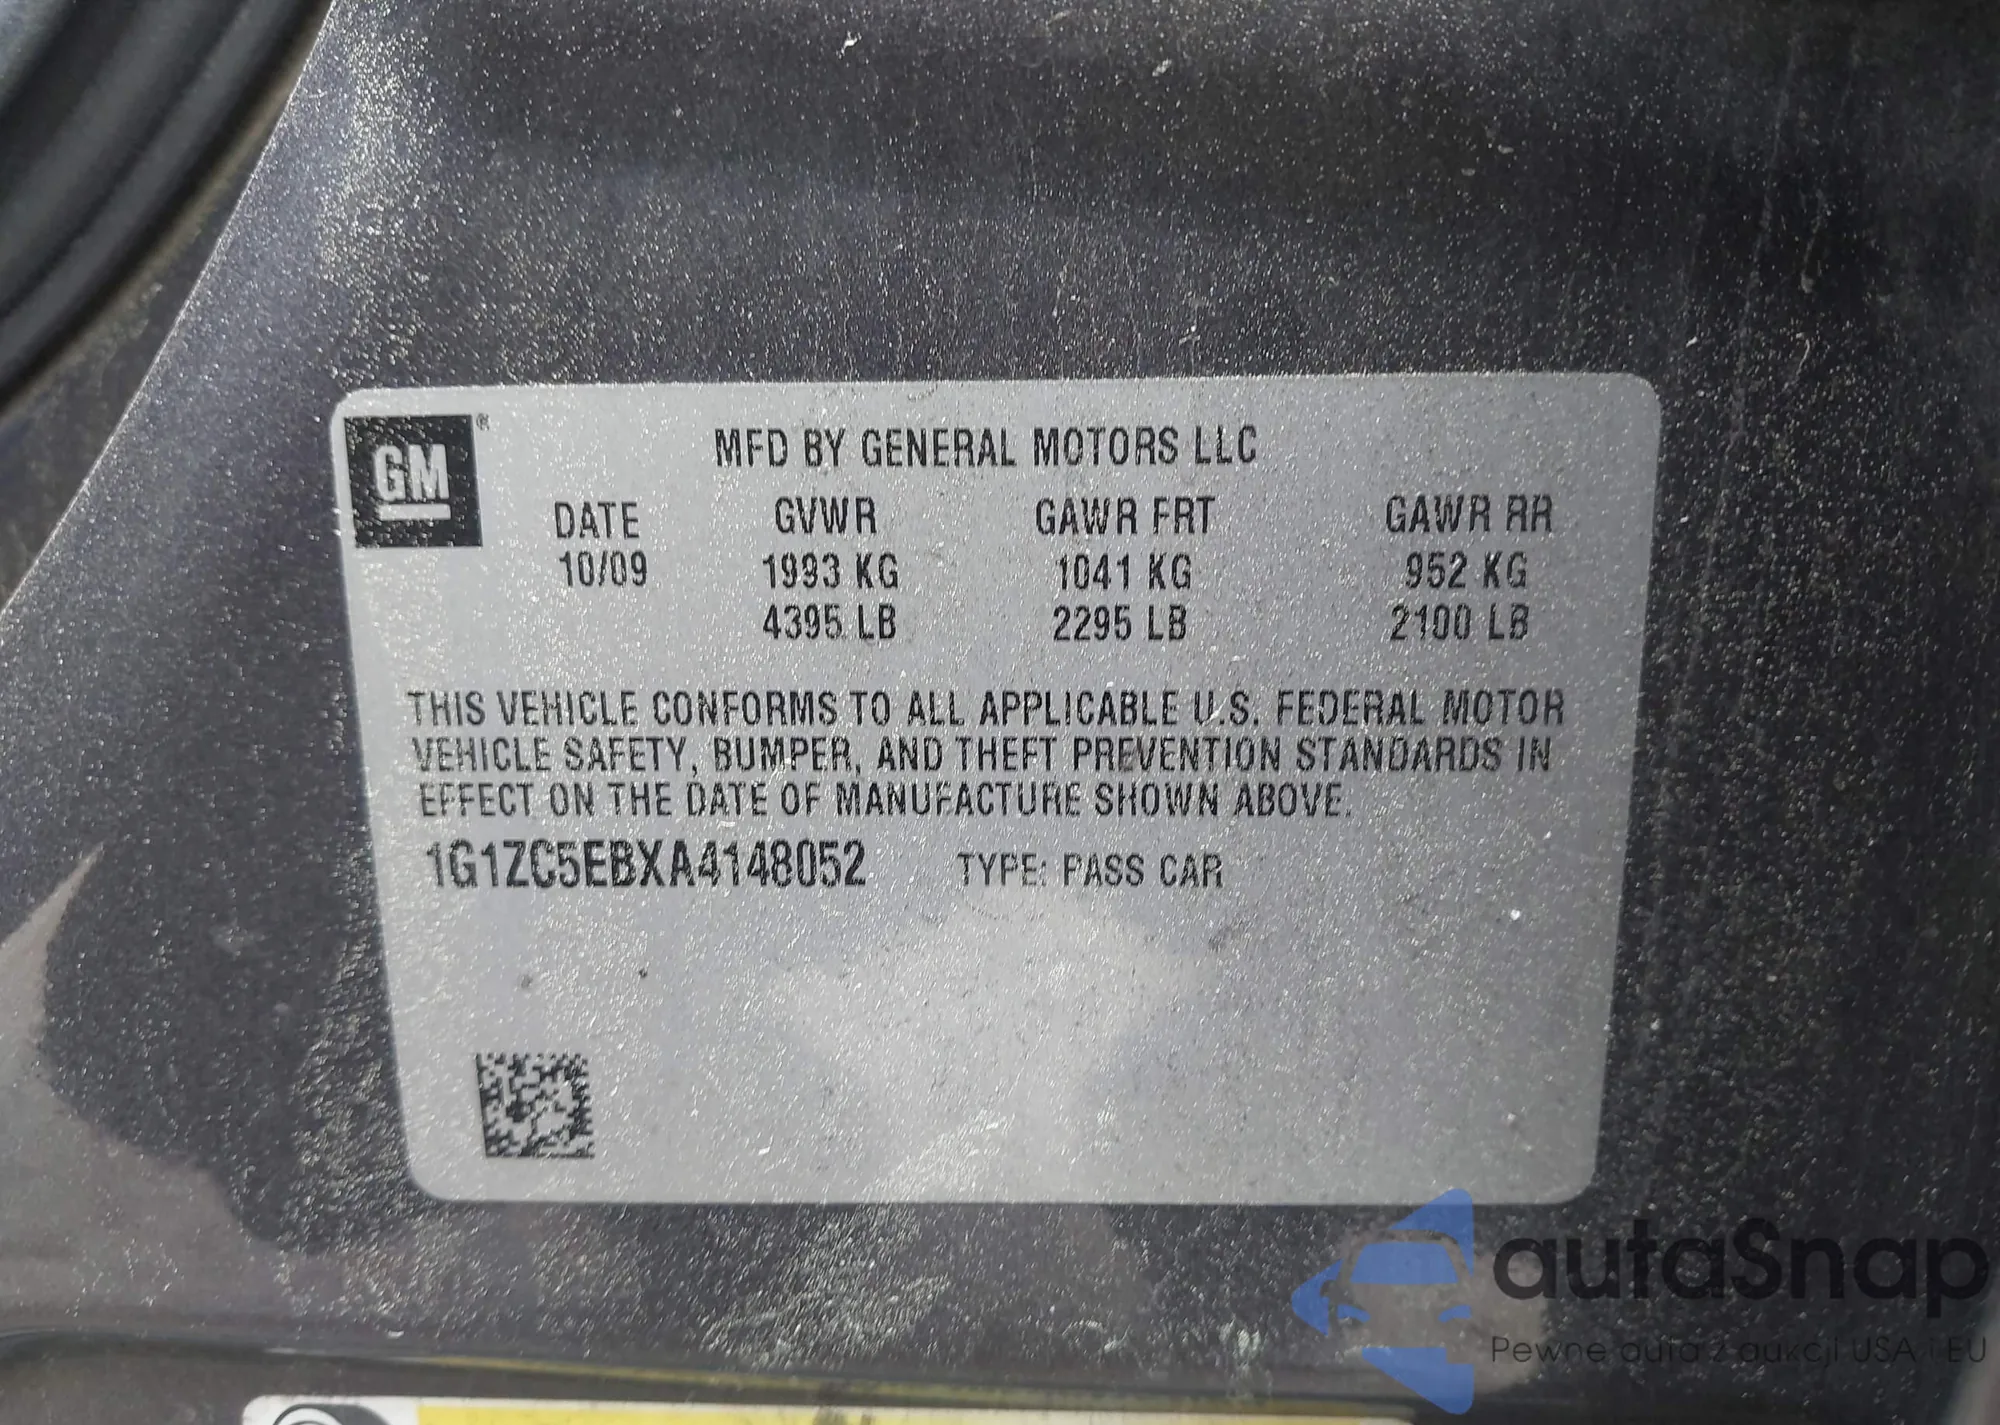 GM®
MFD BY GENERAL MOTORS LLC
DATE GVWR GAWR FRT GAWR RR
10/09 1993 KG 1041 KG 952 KG
4395 LB 2295 LB 2100 LB
THIS VEHICLE CONFORMS TO ALL APPLICABLE U.S. FEDERAL MOTOR
VEHICLE SAFETY, BUMPER, AND THEFT PREVENTION STANDARDS IN
EFFECT ON THE DATE OF MANUFACTURE SHOWN ABOVE.
1G1ZC5EBXA4148052 TYPE: PASS CAR
autaSnap
Pewne auta z aukcji USA i EU